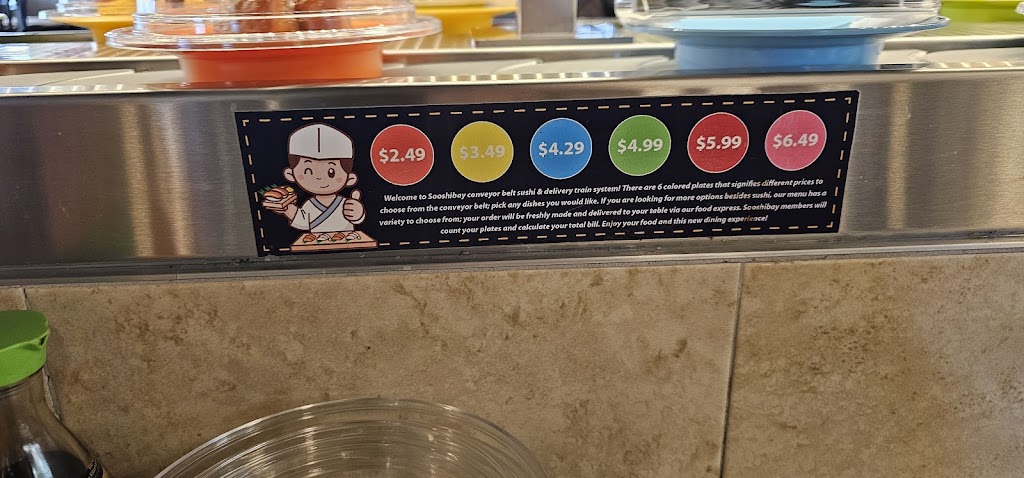 $2.49 $3.49 $4.29 $4.99 $5.99 $6.49
Welcome to Sooshibay conveyor belt sushi & delivery train system! There are 6 colored plates that signifies different prices to
choose from the conveyor belt; pick any dishes you would like. If you are looking for more options besides sushi, our menu has a
variety to choose from; your order will be freshly made and delivered to your table via our food express. Sooshibay members will
count your plates and calculate your total bill. Enjoy your food and this new dining experience!